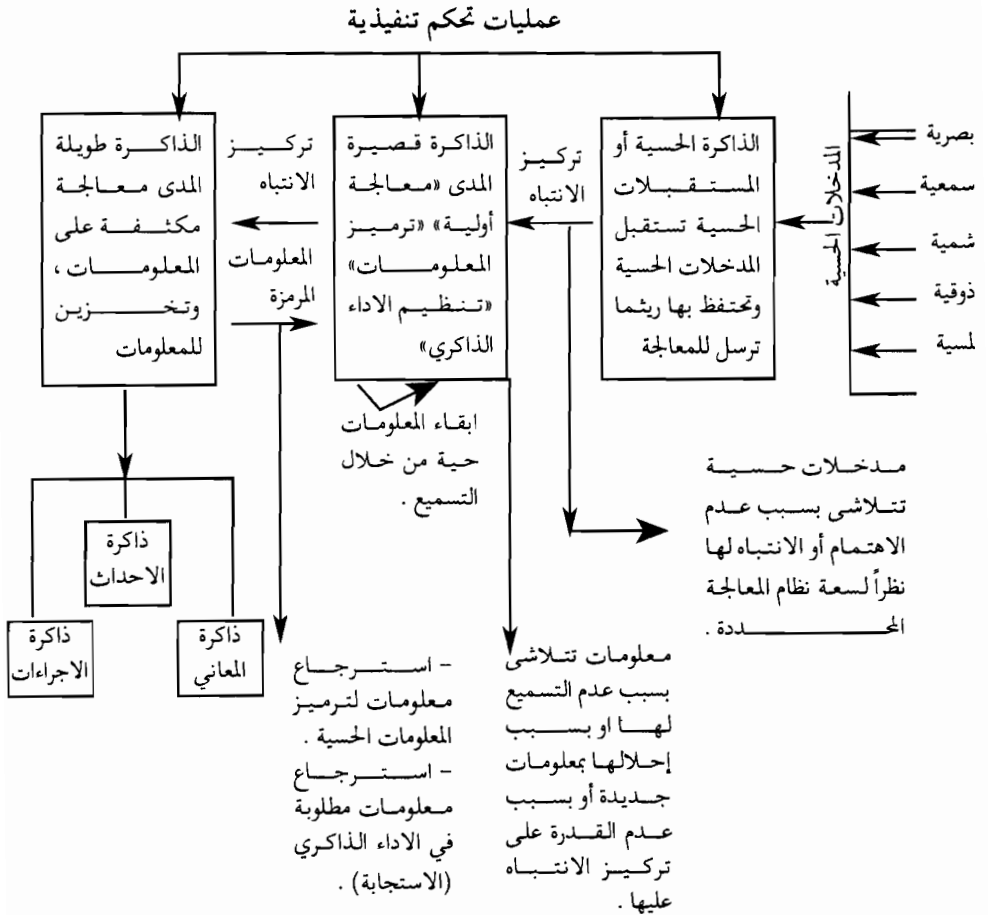 عمليات تحكم تنفيذية
بصرية
سمعية
شمية
ذوقية
لمسية
المدخلات الحسية
الذاكرة الحسية أو
المستقبلات
الحسية تستقبل
المدخلات الحسية
وتحتفظ بها ريثما
ترسل للمعالجة
تركيز
الانتباه
الذاكرة قصيرة
المدى «معالجة
أولية» «ترميز
المعلومات»
«تنظيم الاداء
الذاكري»
تركيز
الانتباه
المعلومات
المرمزة
الذاكرة طويلة
المدى معالجة
مكثفة على
المعلومات ،
وتخزين
للمعلومات
ابقاء المعلومات
حية من خلال
التسميع .
مدخلات حسية
تتلاشى بسبب عدم
الاهتمام أو الانتباه لها
نظراً لسعة نظام المعالجة
المحددة .
ذاكرة
الاحداث
ذاكرة
المعاني
ذاكرة
الاجراءات
معلومات تتلاشى
بسبب عدم التسميع
لها او بسبب
إحلالها بمعلومات
جديدة أو بسبب
عدم القدرة على
تركيز الانتباه
عليها .
- استرجاع
معلومات لترميز
المعلومات الحسية .
- استرجاع
معلومات مطلوبة
في الاداء الذاكري
(الاستجابة) .